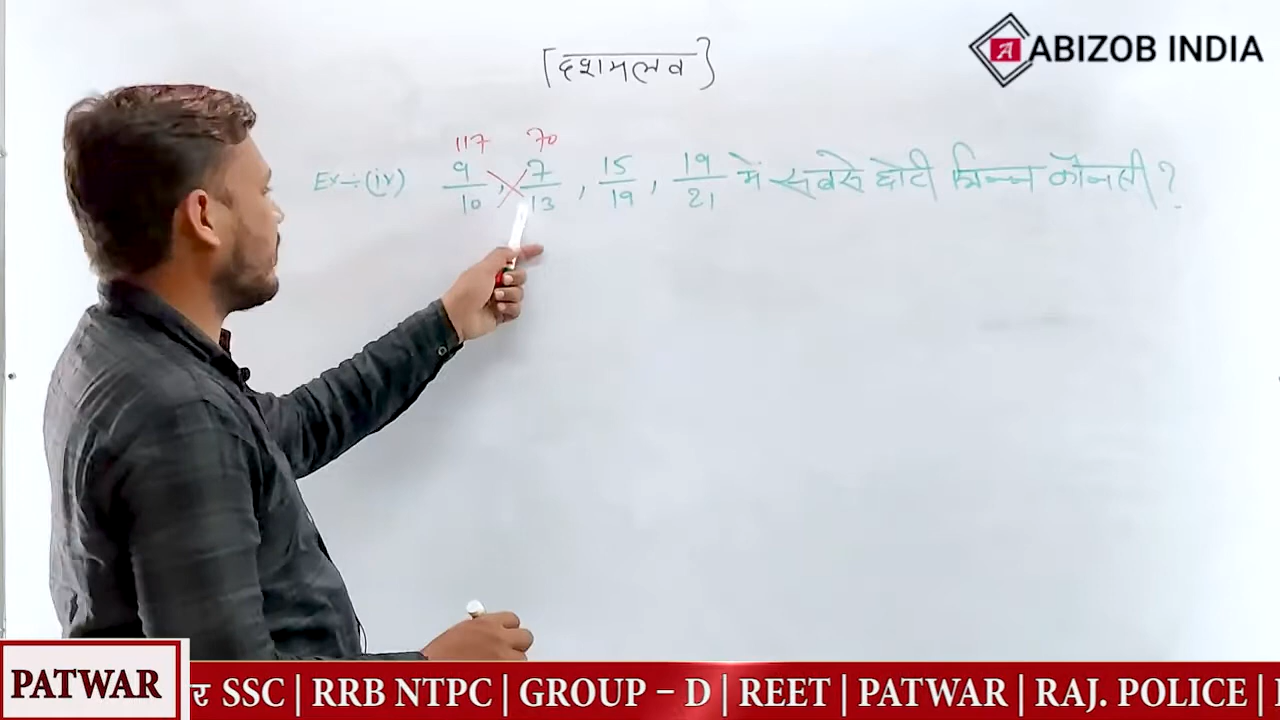 [दशमलव}
ABIZOB INDIA
117 70
Ex÷(iv) 9/10, 7/13, 15/19, 19/21 में सबसे छोटी भिन्न कौनसी?
PATWAR
र SSC | RRB NTPC | GROUP – D | REET | PATWAR | RAJ. POLICE |